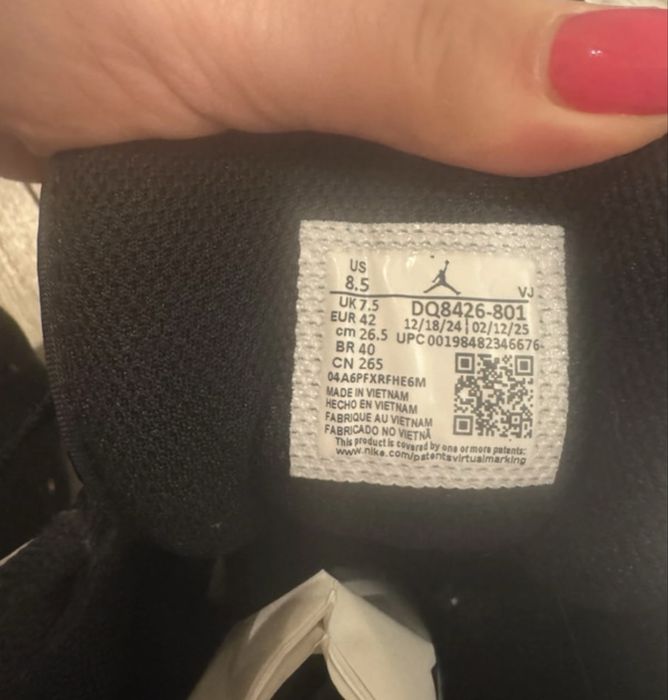 US
8.5
VJ
UK 7.5
DQ8426-801
EUR 42
12/18/24 | 02/12/25
cm 26.5
UPC 00198482346676
BR 40
CN 265
04A6PFXRFHE6M
MADE IN VIETNAM
HECHO EN VIETNAM
FABRIQUE AU VIETNAM
FABRICADO NO VIETNÃ
This product is covered by one or more patents:
www.nike.com/patentsvirtualmarking